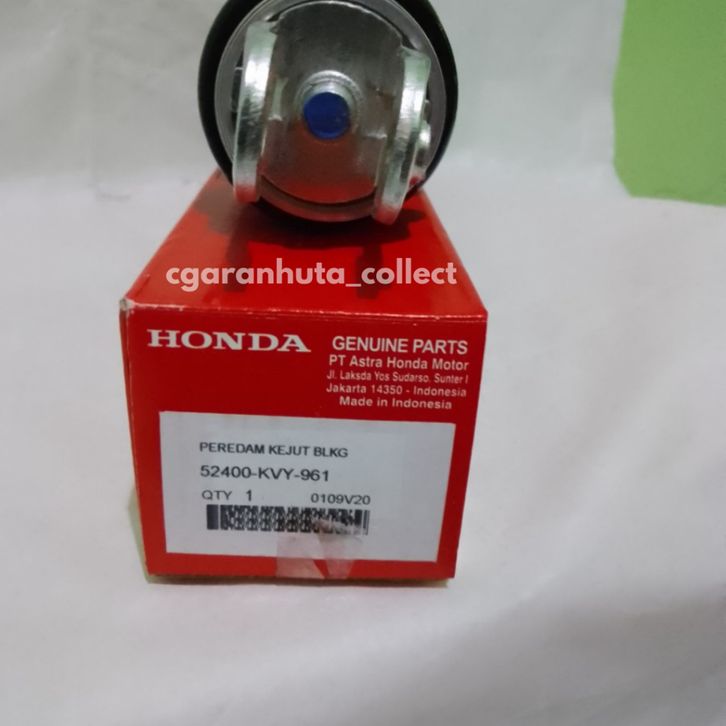 cgaranhuta_collect
HONDA
GENUINE PARTS
PT Astra Honda Motor
Jl. Laksda Yos Sudarso. Sunter I
Jakarta 14350 - Indonesia
Made in Indonesia
PEREDAM KEJUT BLKG
52400-KVY-961
QTY 1 0109V20